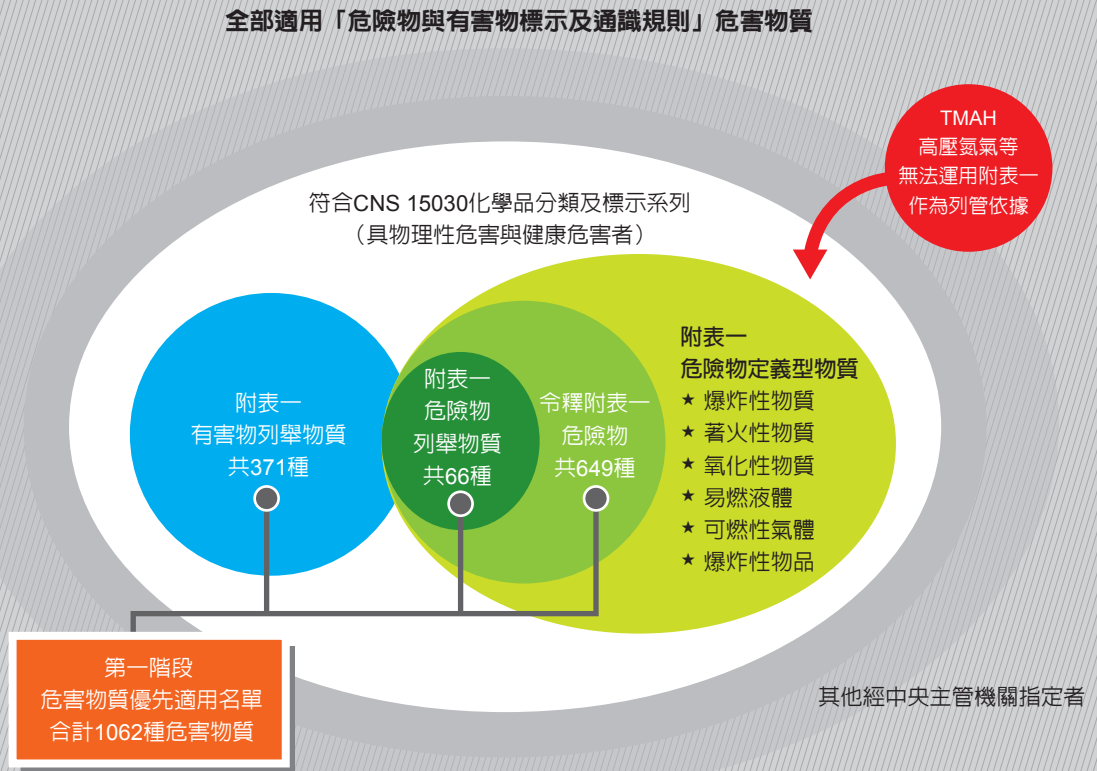 全部適用「危險物與有害物標示及通識規則」危害物質
TMAH
高壓氮氣等
無法運用附表一
作為列管依據
符合CNS 15030化學品分類及標示系列
（具物理性危害與健康危害者）
附表一
有害物列舉物質
共371種
附表一
危險物
列舉物質
共66種
令釋附表一
危險物
共649種
附表一
危險物定義型物質
★ 爆炸性物質
★ 著火性物質
★ 氧化性物質
★ 易燃液體
★ 可燃性氣體
★ 爆炸性物品
第一階段
危害物質優先適用名單
合計1062種危害物質
其他經中央主管機關指定者